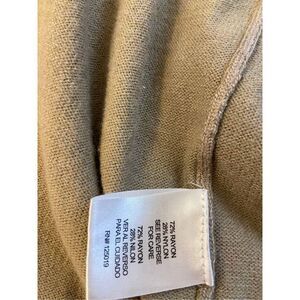 72% RAYON
28% NYLON
SEE REVERSE
FOR CARE.
72% RAYON
28% NILON
VER AL REVERSO
PARA EL CUIDADO
RN# 125019